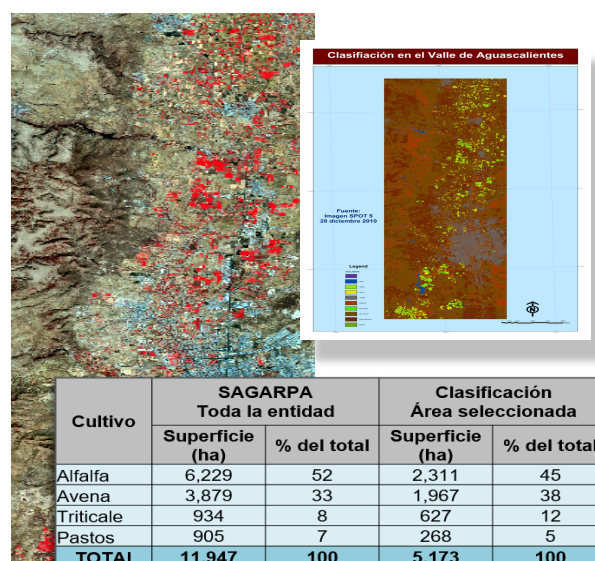 Clasifiación en el Valle de Aguascalientes
Fuente:
Imagen SPOT 5
28 diciembre 2010
Legend
Cultivo
SAGARPA
Toda la entidad
Clasificación
Área seleccionada
Superficie
(ha)
% del total
Superficie
(ha)
% del total
Alfalfa 6,229 52 2,311 45
Avena 3,879 33 1,967 38
Triticale 934 8 627 12
Pastos 905 7 268 5
TOTAL 11,947 100 5,173 100